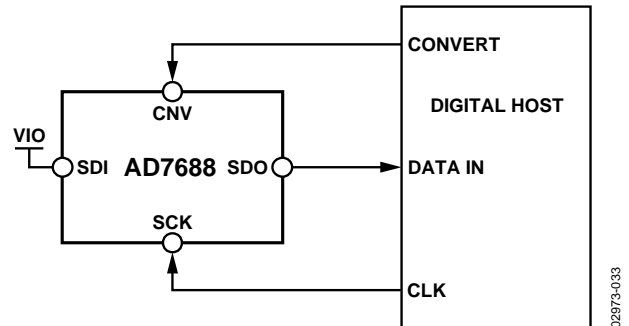 CONVERT
CNV
DIGITAL HOST
VIO
SDI AD7688 SDO
DATA IN
SCK
CLK
02973-033